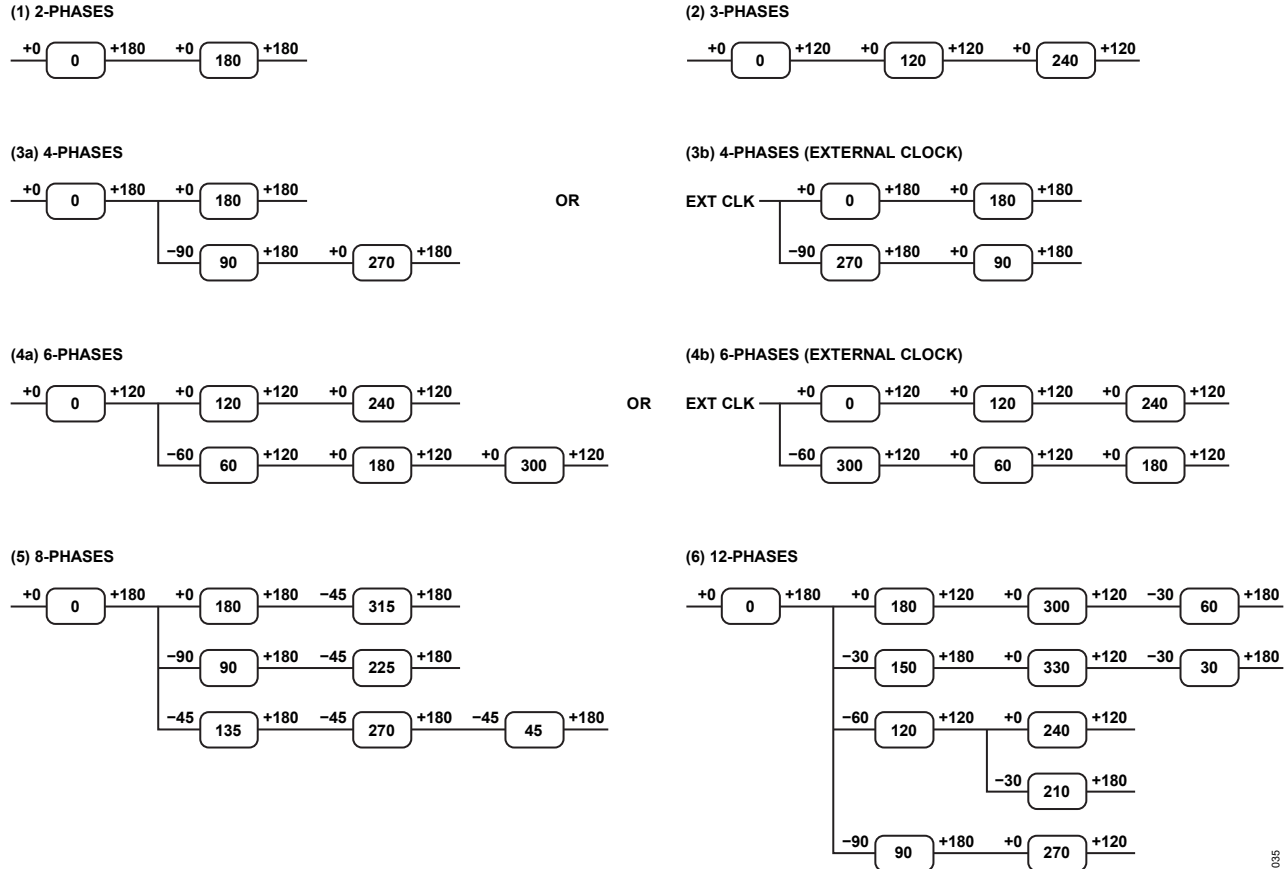 (1) 2-PHASES
+0 0 +180 +0 180 +180
(2) 3-PHASES
+0 0 +120 +0 120 +120 +0 240 +120
(3a) 4-PHASES
+0 0 +180 +0 180 +180
−90 90 +180 +0 270 +180
OR
(3b) 4-PHASES (EXTERNAL CLOCK)
EXT CLK +0 0 +180 +0 180 +180
−90 270 +180 +0 90 +180
(4a) 6-PHASES
+0 0 +120 +0 120 +120 +0 240 +120
−60 60 +120 +0 180 +120 +0 300 +120
OR
(4b) 6-PHASES (EXTERNAL CLOCK)
EXT CLK +0 0 +120 +0 120 +120 +0 240 +120
−60 300 +120 +0 60 +120 +0 180 +120
(5) 8-PHASES
+0 0 +180 +0 180 +180 −45 315 +180
−90 90 +180 −45 225 +180
−45 135 +180 −45 270 +180 −45 45 +180
(6) 12-PHASES
+0 0 +180 +0 180 +120 +0 300 +120 −30 60 +180
−30 150 +180 +0 330 +120 −30 30 +180
−60 120 +120 +0 240 +120
−30 210 +180
−90 90 +180 +0 270 +120
035